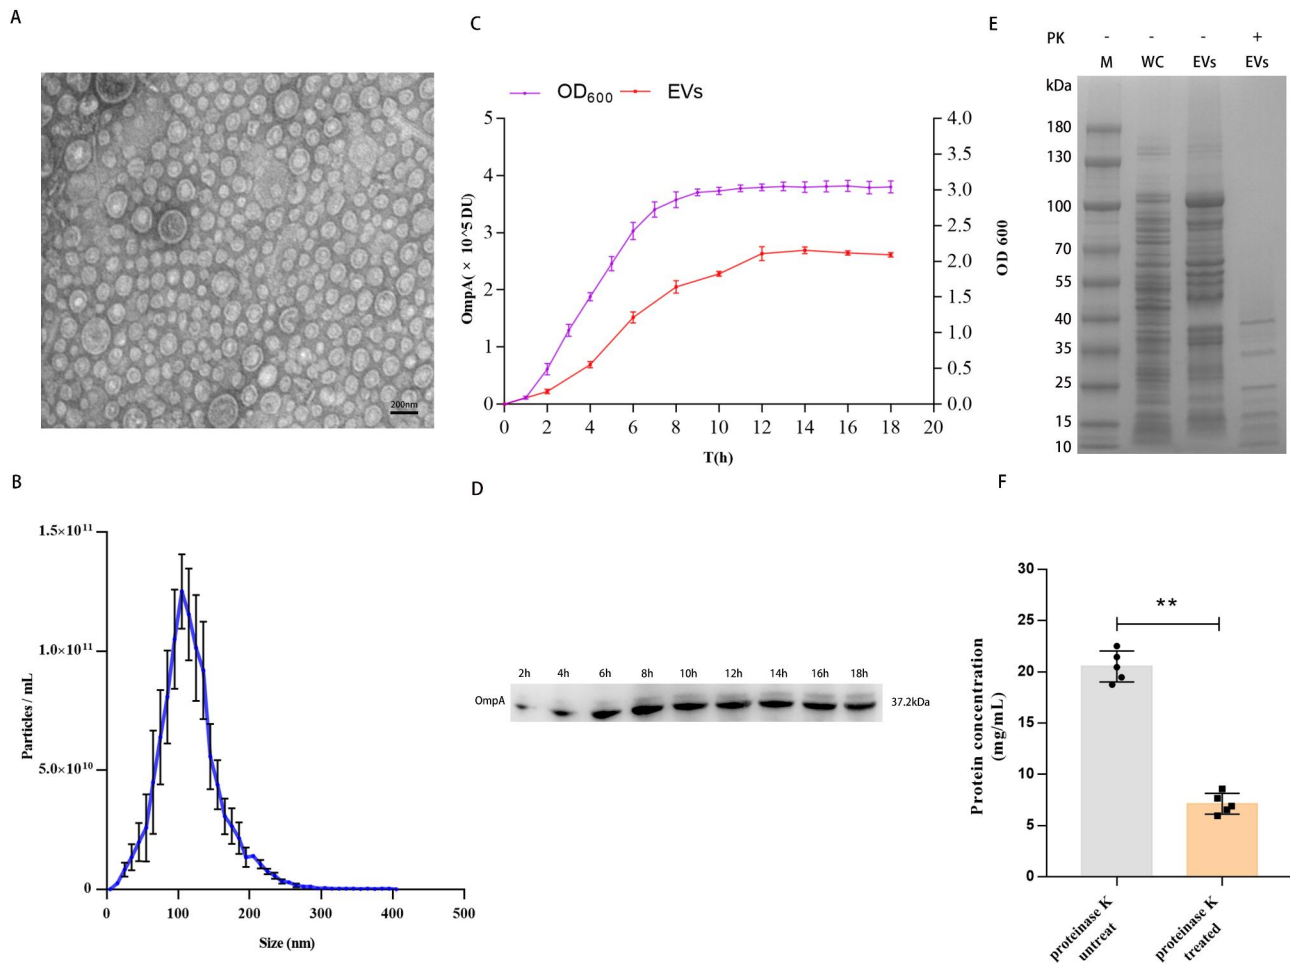 A
200nm
B
1.5×10¹¹
1.0×10¹¹
5.0×10¹⁰
0
0 100 200 300 400 500
Particles / mL
Size (nm)
C
OD₆₀₀ EVs
5
4
3
2
1
0
OmpA( × 10^5 DU)
4.0
3.5
3.0
2.5
2.0
1.5
1.0
0.5
0.0
OD 600
0 2 4 6 8 10 12 14 16 18 20
T(h)
D
2h 4h 6h 8h 10h 12h 14h 16h 18h
OmpA 37.2kDa
E
PK - - - +
M WC EVs EVs
kDa
180
130
100
70
55
40
35
25
15
10
F
30
25
20
15
10
5
0
Protein concentration
(mg/mL)
**
proteinase K
untreat
proteinase K
treated